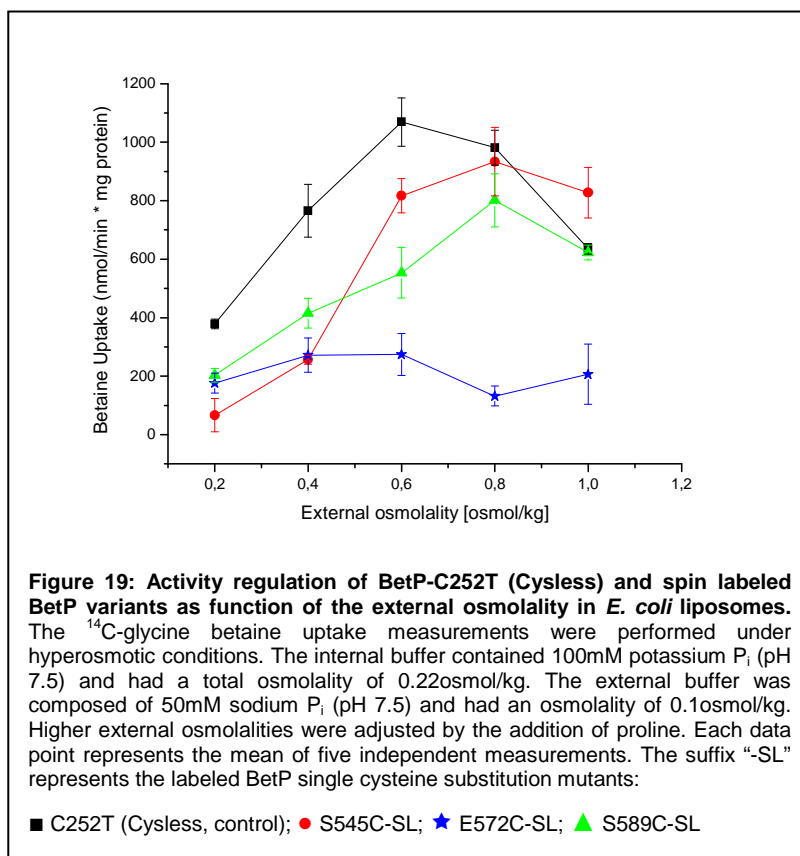 1200
1000
800
600
400
200
0
Betaine Uptake (nmol/min * mg protein)
0,2 0,4 0,6 0,8 1,0 1,2
External osmolality [osmol/kg]
Figure 19: Activity regulation of BetP-C252T (Cysless) and spin labeled
BetP variants as function of the external osmolality in E. coli liposomes.
The ¹⁴C-glycine betaine uptake measurements were performed under
hyperosmotic conditions. The internal buffer contained 100mM potassium Pᵢ (pH
7.5) and had a total osmolality of 0.22osmol/kg. The external buffer was
composed of 50mM sodium Pᵢ (pH 7.5) and had an osmolality of 0.1osmol/kg.
Higher external osmolalities were adjusted by the addition of proline. Each data
point represents the mean of five independent measurements. The suffix “-SL”
represents the labeled BetP single cysteine substitution mutants:
■ C252T (Cysless, control); ● S545C-SL; ★ E572C-SL; ▲ S589C-SL